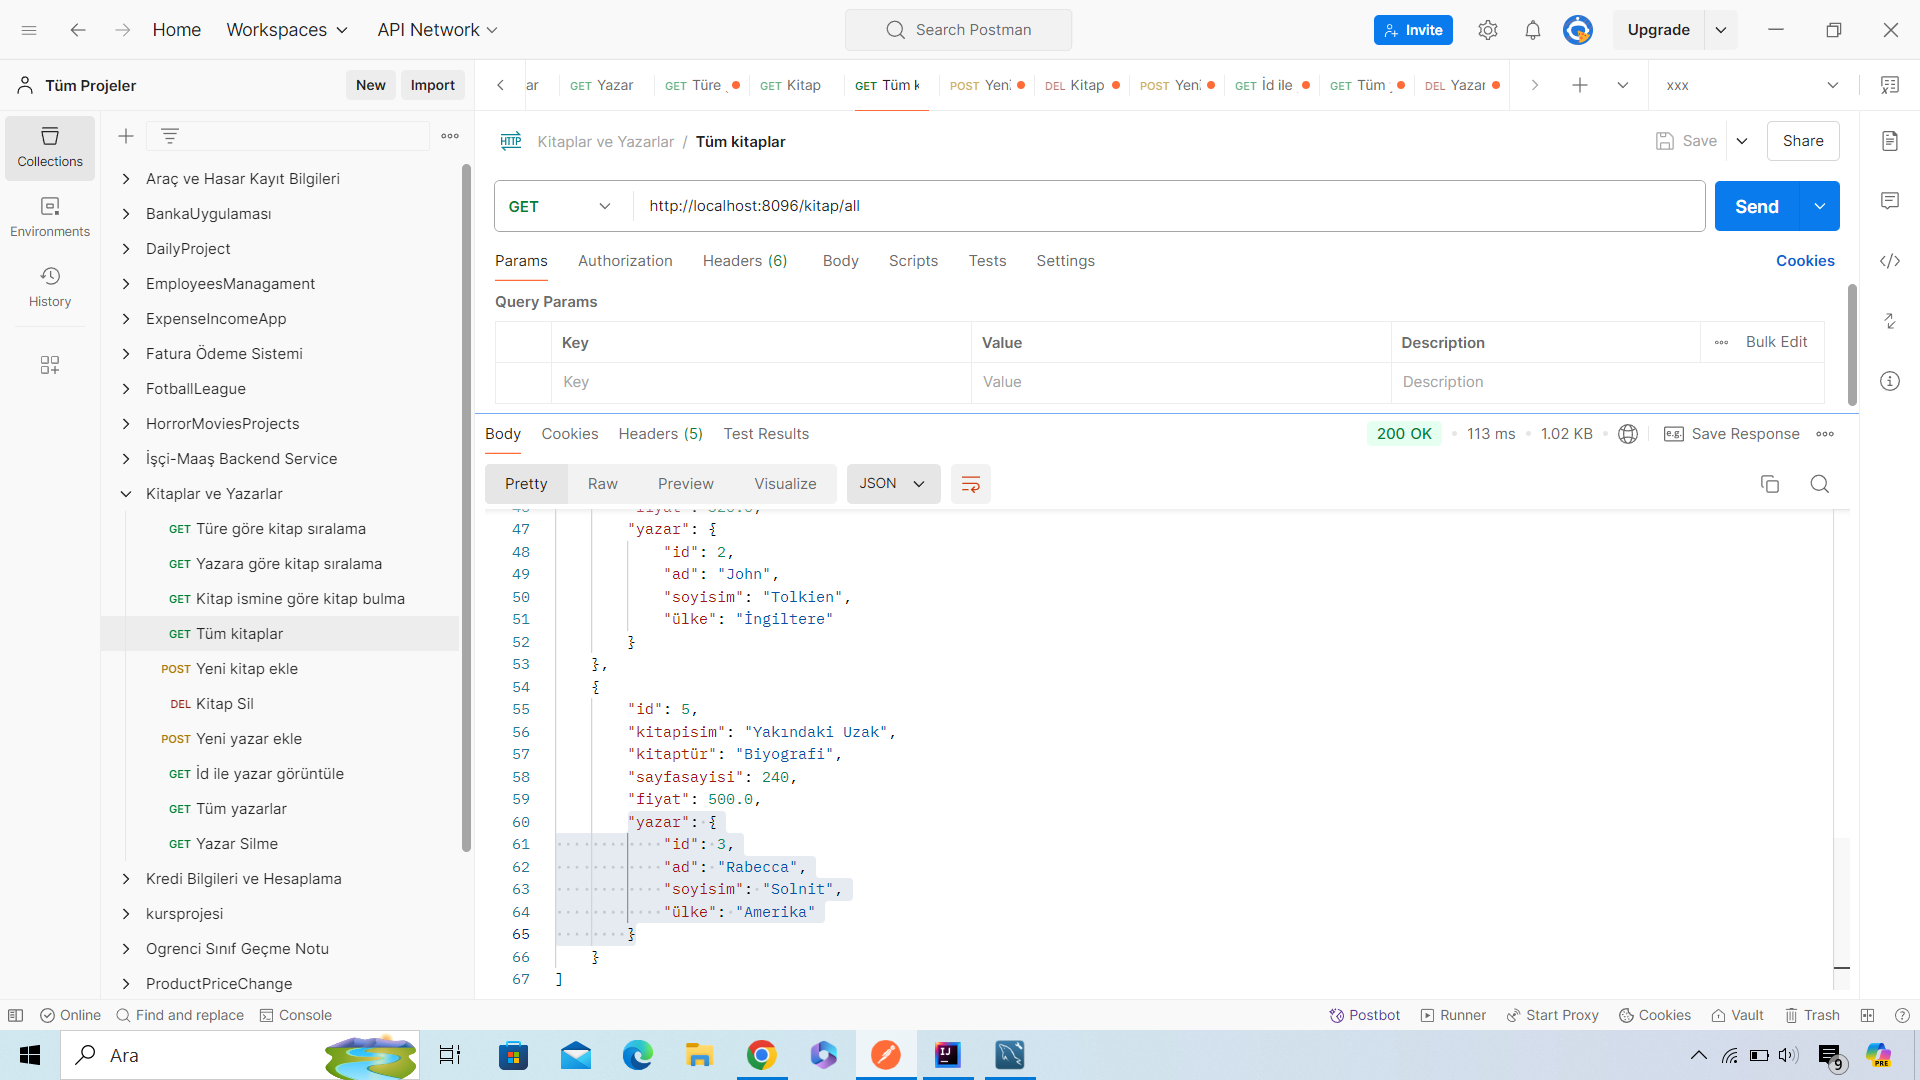 Home
Workspaces
API Network
Search Postman
Invite
Upgrade
Tüm Projeler
New
Import
ar
GET Yazar
GET Türe
GET Kitap
GET Tüm k
POST Yeni
DEL Kitap
POST Yeni
GET İd ile
GET Tüm
DEL Yazar
xxx
Collections
Environments
History
Araç ve Hasar Kayıt Bilgileri
BankaUygulaması
DailyProject
EmployeesManagament
ExpenseIncomeApp
Fatura Ödeme Sistemi
FotballLeague
HorrorMoviesProjects
İşçi-Maaş Backend Service
Kitaplar ve Yazarlar
GET Türe göre kitap sıralama
GET Yazara göre kitap sıralama
GET Kitap ismine göre kitap bulma
GET Tüm kitaplar
POST Yeni kitap ekle
DEL Kitap Sil
POST Yeni yazar ekle
GET İd ile yazar görüntüle
GET Tüm yazarlar
GET Yazar Silme
Kredi Bilgileri ve Hesaplama
kursprojesi
Ogrenci Sınıf Geçme Notu
ProductPriceChange
HTTP Kitaplar ve Yazarlar / Tüm kitaplar
Save
Share
GET
http://localhost:8096/kitap/all
Send
Params
Authorization
Headers (6)
Body
Scripts
Tests
Settings
Cookies
Query Params
Key
Value
Description
Bulk Edit
Key
Value
Description
Body
Cookies
Headers (5)
Test Results
200 OK
113 ms
1.02 KB
e.g.
Save Response
Pretty
Raw
Preview
Visualize
JSON
46 "fiyat": 520.0,
47 "yazar": {
48 "id": 2,
49 "ad": "John",
50 "soyisim": "Tolkien",
51 "ülke": "İngiltere"
52 }
53 },
54 {
55 "id": 5,
56 "kitapisim": "Yakındaki Uzak",
57 "kitaptür": "Biyografi",
58 "sayfasayisi": 240,
59 "fiyat": 500.0,
60 "yazar": {
61 "id": 3,
62 "ad": "Rabecca",
63 "soyisim": "Solnit",
64 "ülke": "Amerika"
65 }
66 }
67 ]
Online
Find and replace
Console
Postbot
Runner
Start Proxy
Cookies
Vault
Trash
Ara
IJ
9
PRE